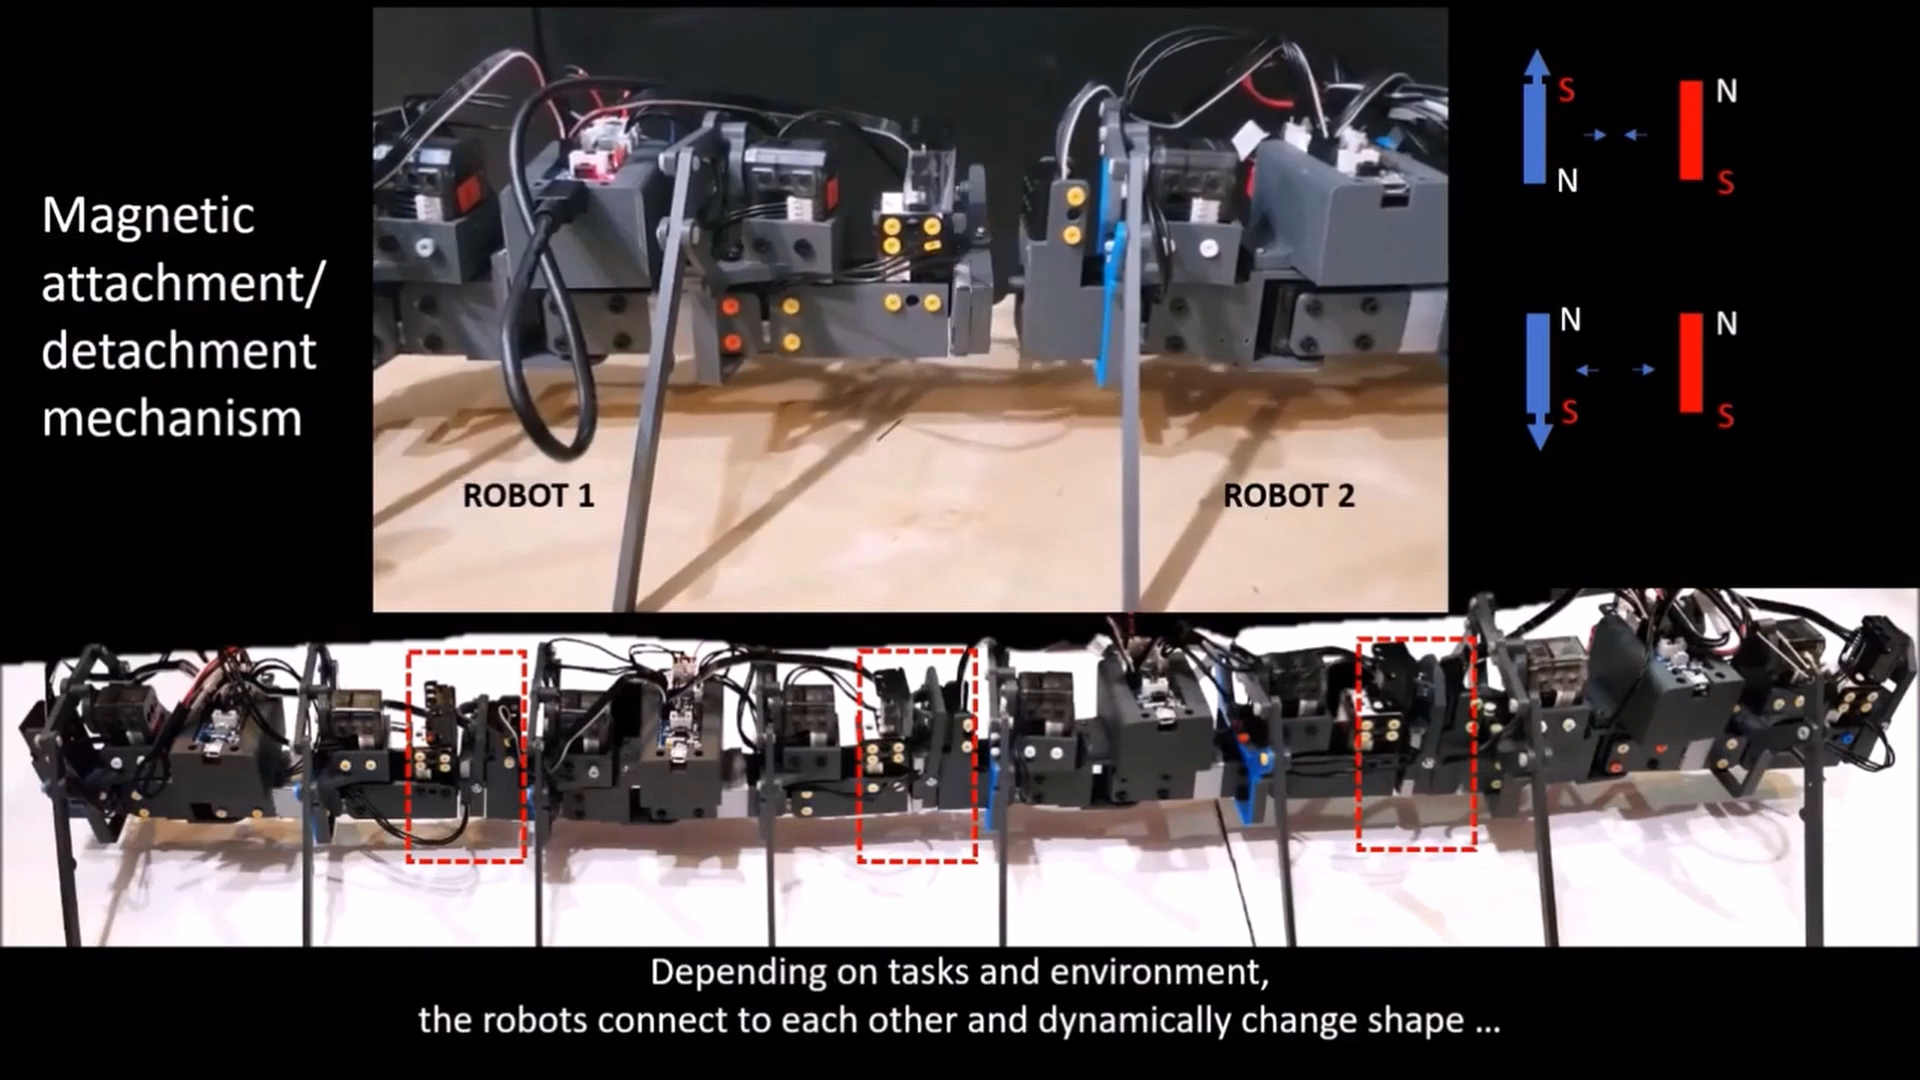 Magnetic
attachment/
detachment
mechanism
ROBOT 1
ROBOT 2
S
N
N
S
N
N
S
S
Depending on tasks and environment,
the robots connect to each other and dynamically change shape ...